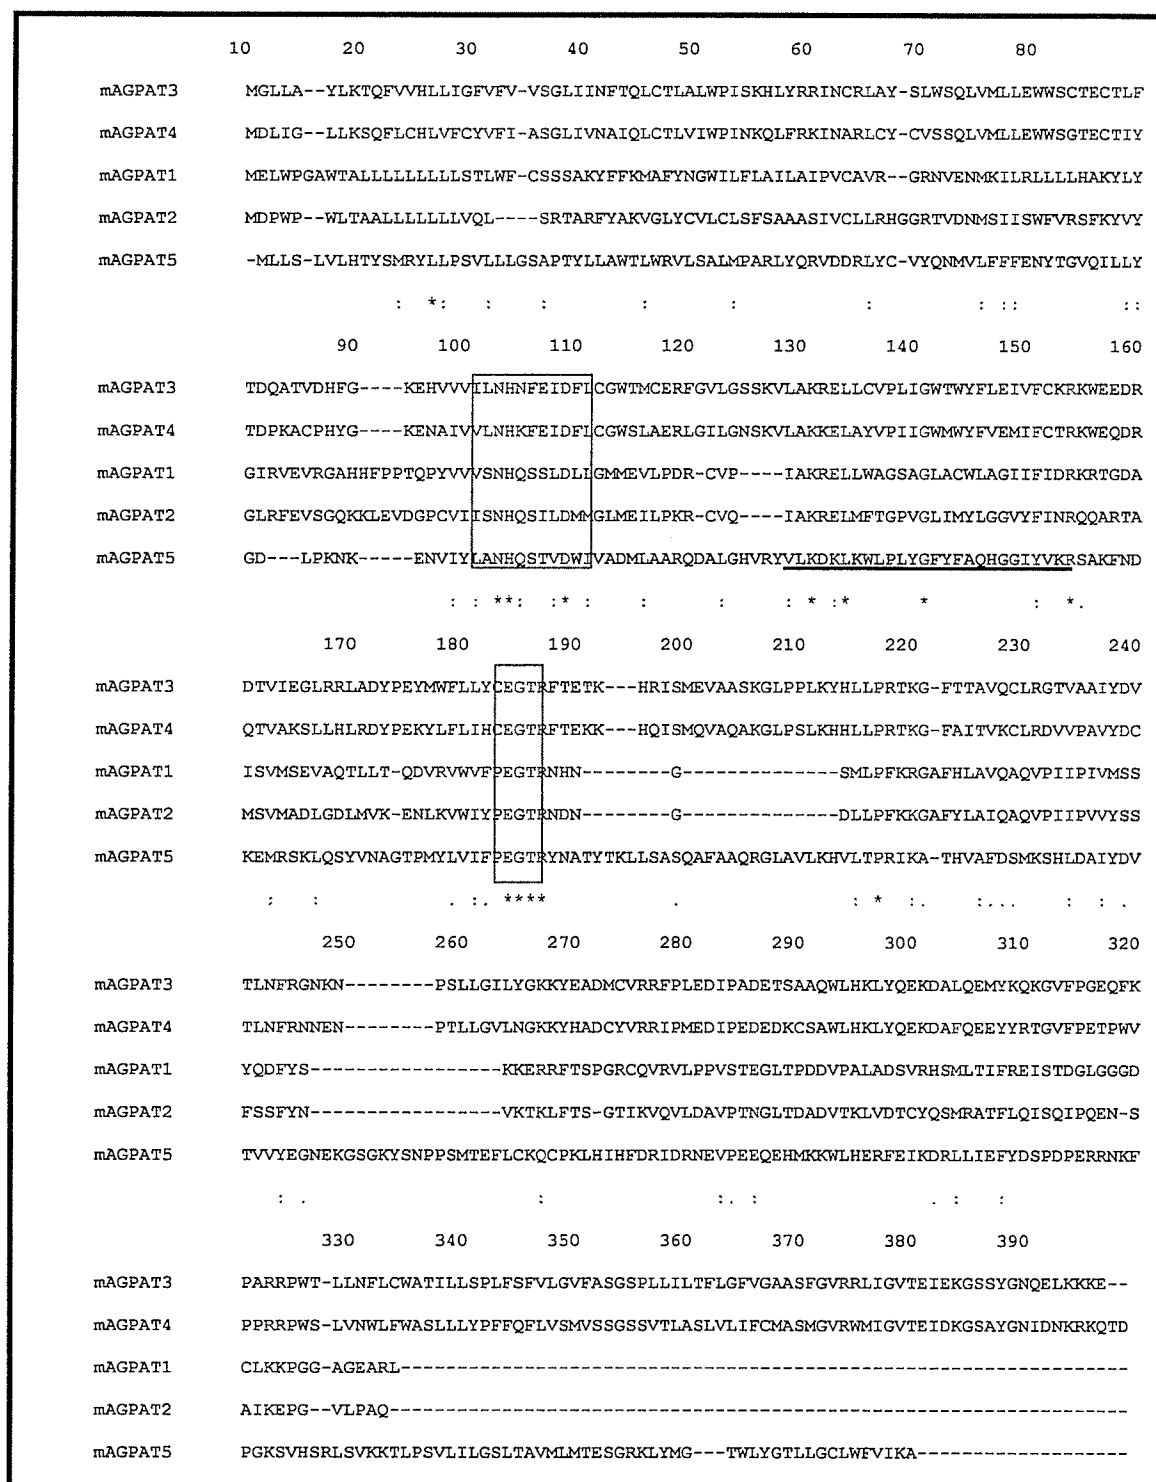 10 20 30 40 50 60 70 80
mAGPAT3 MGLLA--YLKTQFVVHLLIGFVFV-VSGLIINFTQLCTLALWPISKHLYRRINCRLAY-SLWSQLVMLLEWWSCTECTLF
mAGPAT4 MDLIG--LLKSQFLCHLVFCYVFI-ASGLIVNAIQLCTLVIWPINKQLFRKINARLCY-CVSSQLVMLLEWWSGTECTIY
mAGPAT1 MELWPGAWTALLLLLLLLLSTLWF-CSSSAKYFFKMAFYNGWILFLAILAIPVCAVR--GRNVENMKILRLLLLHAKYLY
mAGPAT2 MDPWP--WLTAALLLLLLLVQL----SRTARFYAKVGLYCVLCLSFSAAASIVCLLRHGGRTVDNMSIISWFVRSFKYVY
mAGPAT5 -MLLS-LVLHTYSMRYLLPSVLLLGSAPTYLLAWTLWRVLSALMPARLYQRVDDRLYC-VYQNMVLFFFENYTGVQILLY
: *: : : : : : : :: ::
90 100 110 120 130 140 150 160
mAGPAT3 TDQATVDHFG----KEHVVVILNHNFEIDFLCGWTMCERFGVLGSSKVLAKRELLCVPLIGWTWYFLEIVFCKRKWEEDR
mAGPAT4 TDPKACPHYG----KENAIVVLNHKFEIDFLCGWSLAERLGILGNSKVLAKKELAYVPIIGWMWYFVEMIFCTRKWEQDR
mAGPAT1 GIRVEVRGAHHFPPTQPYVVVSNHQSSLDLLGMMEVLPDR-CVP----IAKRELLWAGSAGLACWLAGIIFIDRKRTGDA
mAGPAT2 GLRFEVSGQKKLEVDGPCVIISNHQSILDMMGLMEILPKR-CVQ----IAKRELMFTGPVGLIMYLGGVYFINRQQARTA
mAGPAT5 GD---LPKNK-----ENVIYLANHQSTVDWIVADMLAARQDALGHVRYVLKDKLKWLPLYGFYFAQHGGIYVKRSAKFND
: : **: :* : : : : * :* * : *.
170 180 190 200 210 220 230 240
mAGPAT3 DTVIEGLRRLADYPEYMWFLLYCEGTRFTETK---HRISMEVAASKGLPPLKYHLLPRTKG-FTTAVQCLRGTVAAIYDV
mAGPAT4 QTVAKSLLHLRDYPEKYLFLIHCEGTRFTEKK---HQISMQVAQAKGLPSLKHHLLPRTKG-FAITVKCLRDVVPAVYDC
mAGPAT1 ISVMSEVAQTLLT-QDVRVWVFPEGTRNHN--------G-----------SMLPFKRGAFHLAVQAQVPIIPIVMSS
mAGPAT2 MSVMADLGDLMVK-ENLKVWIYPEGTRNDN--------G-----------DLLPFKKGAFYLAIQAQVPIIPVVYSS
mAGPAT5 KEMRSKLQSYVNAGTPMYLVIFPEGTRYNATYTKLLSASQAFAAQRGLAVLKHVLTPRIKA-THVAFDSMKSHLDAIYDV
: : . :. **** . : * :. :... : : .
250 260 270 280 290 300 310 320
mAGPAT3 TLNFRGNKN--------PSLLGILYGKKYEADMCVRRFPLEDIPADETSAAQWLHKLYQEKDALQEMYKQKGVFPGEQFK
mAGPAT4 TLNFRNNEN--------PTLLGVLNGKKYHADCYVRRIPMEDIPEDEDKCSAWLHKLYQEKDAFQEEYYRTGVFPETPWV
mAGPAT1 YQDFYS-----------------KKERRFTSPGRCQVRVLPPVSTEGLTPDDVPALADSVRHSMLTIFREISTDGLGGGD
mAGPAT2 FSSFYN-----------------VKTKLFTS-GTIKVQVLDAVPTNGLTDADVTKLVDTCYQSMRATFLQISQIPQEN-S
mAGPAT5 TVVYEGNEKGSGKYSNPPSMTEFLCKQCPKLHIHFDRIDRNEVPEEQEHMKKWLHERFEIKDRLLIEFYDSPDPERRNKF
: . : :. : . : :
330 340 350 360 370 380 390
mAGPAT3 PARRPWT-LLNFLCWATILLSPLFSFVLGVFASGSPLLILTFLGFVGAASFGVRRLIGVTEIEKGSSYGNQELKKKE--
mAGPAT4 PPRRPWS-LVNWLFWASLLLYPFFQFLVSMVSSGSSVTLASLVLIFCMASMGVRWMIGVTEIDKGSAYGNIDNKRKQTD
mAGPAT1 CLKKPGG-AGEARL-----------------------------------------------------------------
mAGPAT2 AIKEPG--VLPAQ------------------------------------------------------------------
mAGPAT5 PGKSVHSRLSVKKTLPSVLILGSLTAVMLMTESGRKLYMG---TWLYGTLLGCLWFVIKA-------------------